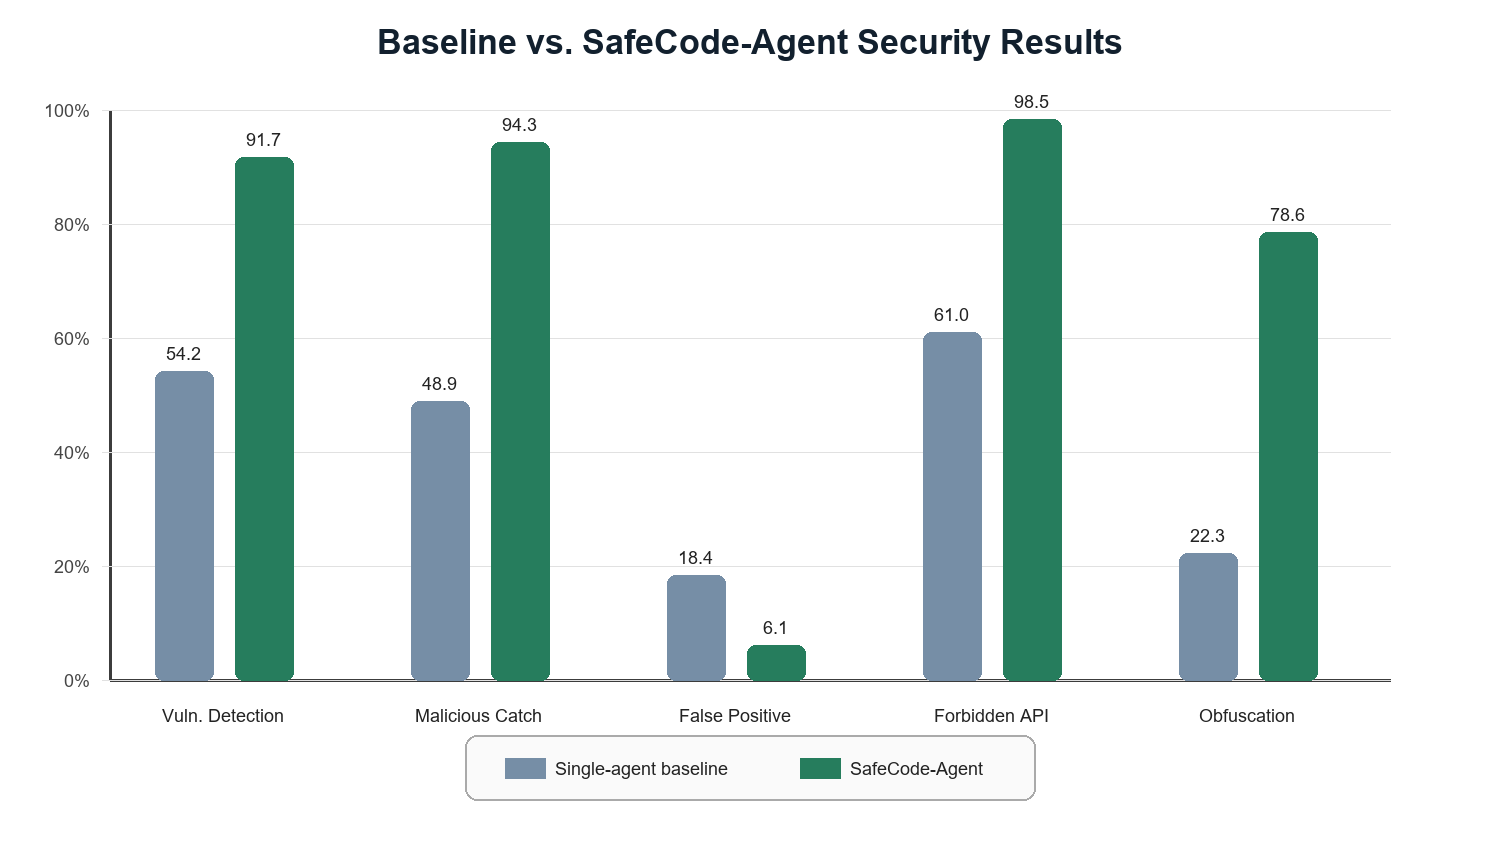 Baseline vs. SafeCode-Agent Security Results
100%
80%
60%
40%
20%
0%
54.2
91.7
48.9
94.3
18.4
6.1
61.0
98.5
22.3
78.6
Vuln. Detection
Malicious Catch
False Positive
Forbidden API
Obfuscation
Single-agent baseline
SafeCode-Agent